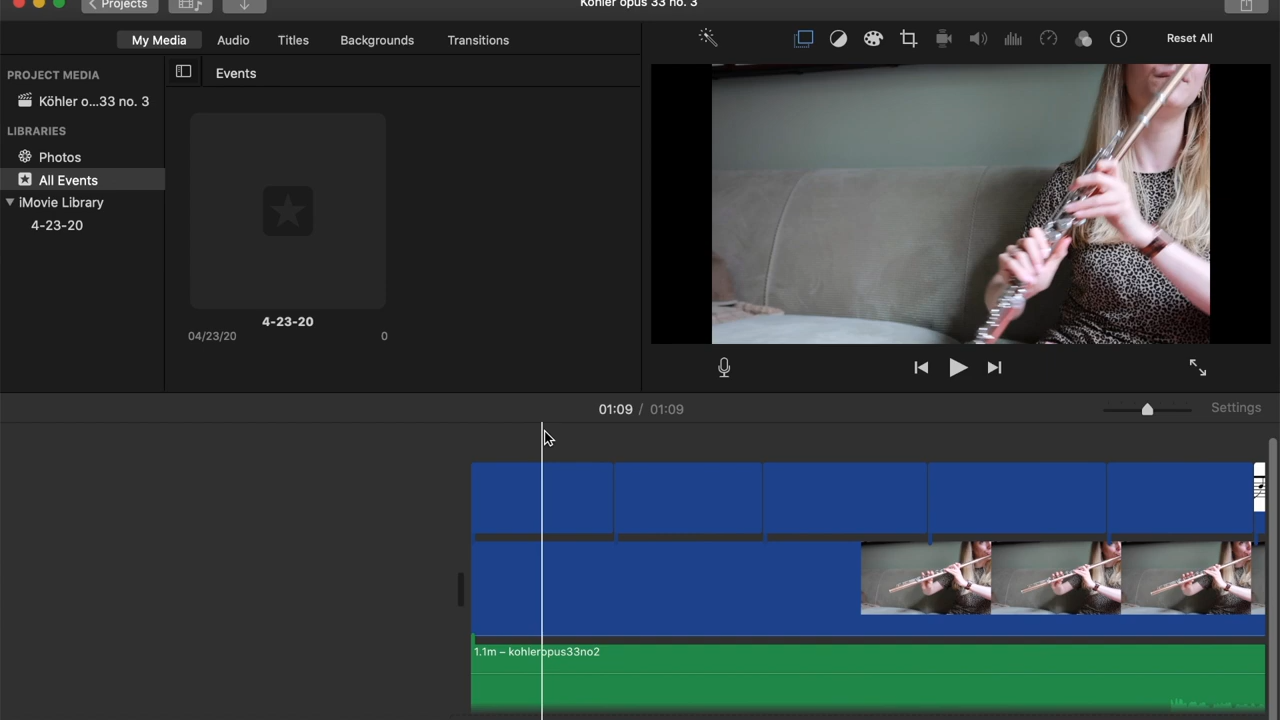 Projects
Köhler opus 33 no. 3
My Media Audio Titles Backgrounds Transitions
Reset All
PROJECT MEDIA
Köhler o...33 no. 3
LIBRARIES
Photos
All Events
iMovie Library
4-23-20
Events
4-23-20
04/23/20 0
01:09 / 01:09
Settings
1.1m – kohleropus33no2